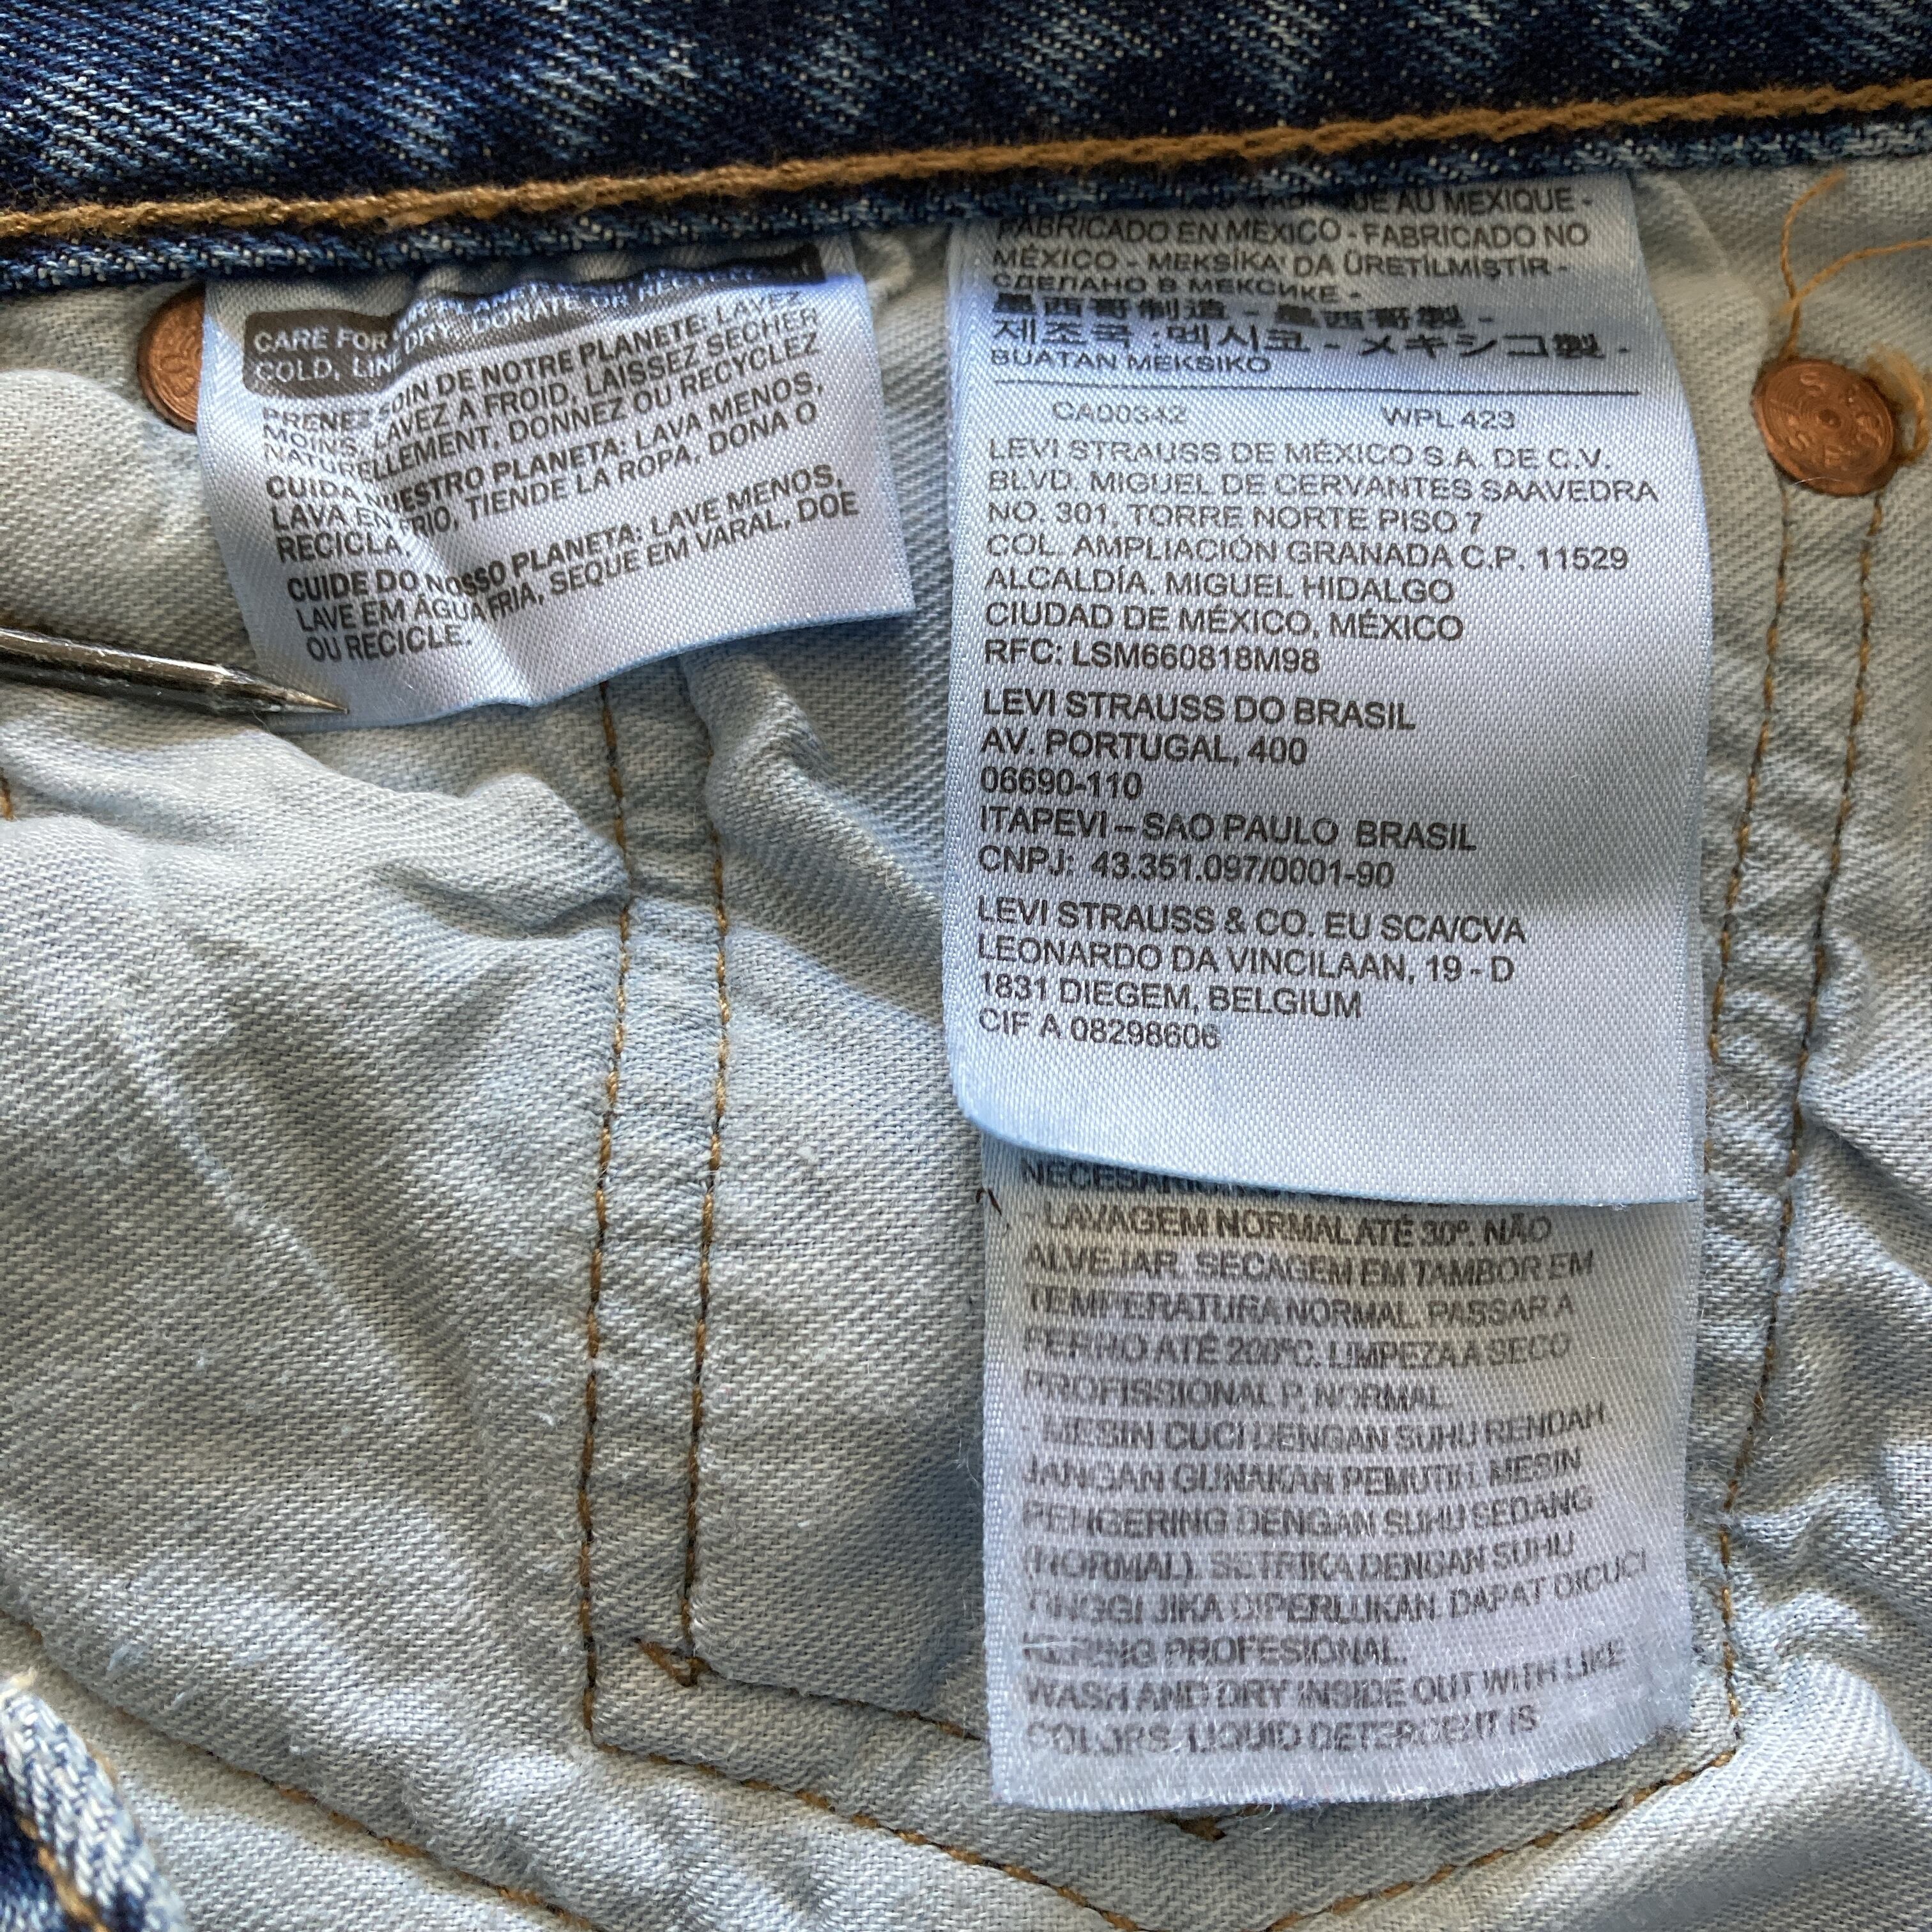 CARE FOR
COLD, LINE DRY, DONATE OR RECYCLE
PRENEZ SOIN DE NOTRE PLANETE: LAVEZ
MOINS, LAVEZ A FROID, LAISSEZ SECHER
NATURELLEMENT, DONNEZ OU RECYCLEZ
CUIDA NUESTRO PLANETA: LAVA MENOS,
LAVA EN FRIO, TIENDE LA ROPA, DONA O
RECICLA.
CUIDE DO NOSSO PLANETA: LAVE MENOS,
LAVE EM ÁGUA FRIA, SEQUE EM VARAL, DOE
OU RECICLE.
AU MEXIQUE -
FABRICADO EN MÉXICO - FABRICADO NO
MÉXICO - MEKSİKA' DA ÜRETİLMİŞTİR -
СДЕЛАНО В МЕКСИКЕ -
墨西哥制造 - 墨西哥製 -
제조국 :멕시코 - メキシコ製 -
BUATAN MEKSIKO
CA00342 WPL423
LEVI STRAUSS DE MÉXICO S.A. DE C.V.
BLVD. MIGUEL DE CERVANTES SAAVEDRA
NO. 301, TORRE NORTE PISO 7
COL. AMPLIACIÓN GRANADA C.P. 11529
ALCALDÍA. MIGUEL HIDALGO
CIUDAD DE MÉXICO, MÉXICO
RFC: LSM660818M98
LEVI STRAUSS DO BRASIL
AV. PORTUGAL, 400
06690-110
ITAPEVI – SAO PAULO BRASIL
CNPJ: 43.351.097/0001-90
LEVI STRAUSS & CO. EU SCA/CVA
LEONARDO DA VINCILAAN, 19 - D
1831 DIEGEM, BELGIUM
CIF A 08298606
LAVAGEM NORMAL ATÉ 30º. NÃO
ALVEJAR. SECAGEM EM TAMBOR EM
TEMPERATURA NORMAL. PASSAR A
FERRO ATÉ 200ºC. LIMPEZA A SECO
PROFISSIONAL P, NORMAL.
- MESIN CUCI DENGAN SUHU RENDAH.
JANGAN GUNAKAN PEMUTIH. MESIN
PENGERING DENGAN SUHU SEDANG
(NORMAL). SETRIKA DENGAN SUHU
TINGGI JIKA DIPERLUKAN. DAPAT DICUCI
KERING PROFESIONAL.
WASH AND DRY INSIDE OUT WITH LIKE
COLORS. LIQUID DETERGENT IS